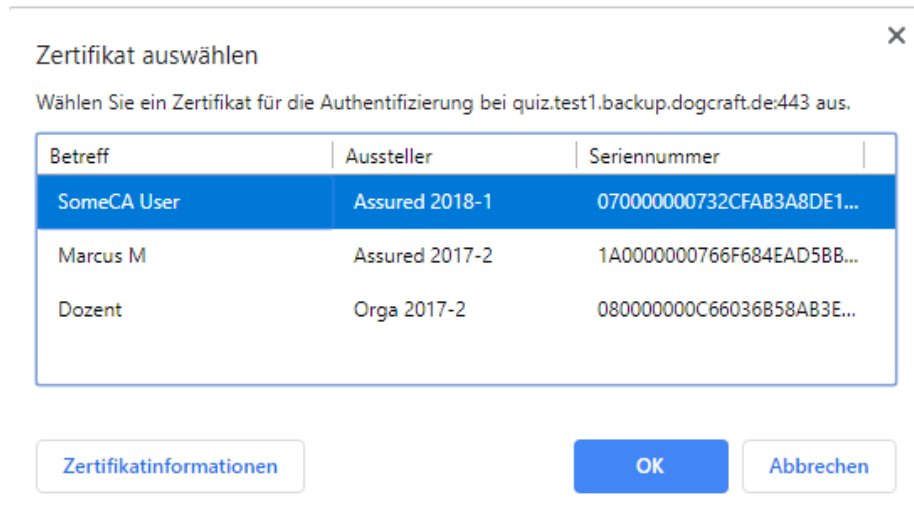 Zertifikat auswählen
Wählen Sie ein Zertifikat für die Authentifizierung bei quiz.test1.backup.dogcraft.de:443 aus.
Betreff Aussteller Seriennummer
SomeCA User Assured 2018-1 070000000732CFAB3A8DE1...
Marcus M Assured 2017-2 1A0000000766F684EAD5BB...
Dozent Orga 2017-2 080000000C66036B58AB3E...
Zertifikatinformationen OK Abbrechen